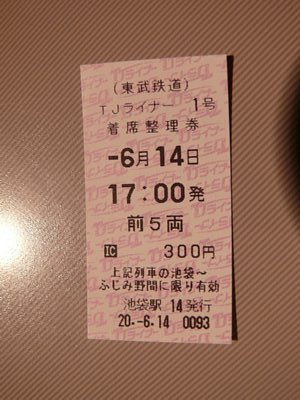 (東武鉄道)
TJライナー 1号
着席整理券
-6月14日
17:00発
前5両
IC 300円
上記列車の池袋～
ふじみ野間に限り有効
池袋駅 14発行
20.-6.14 0093